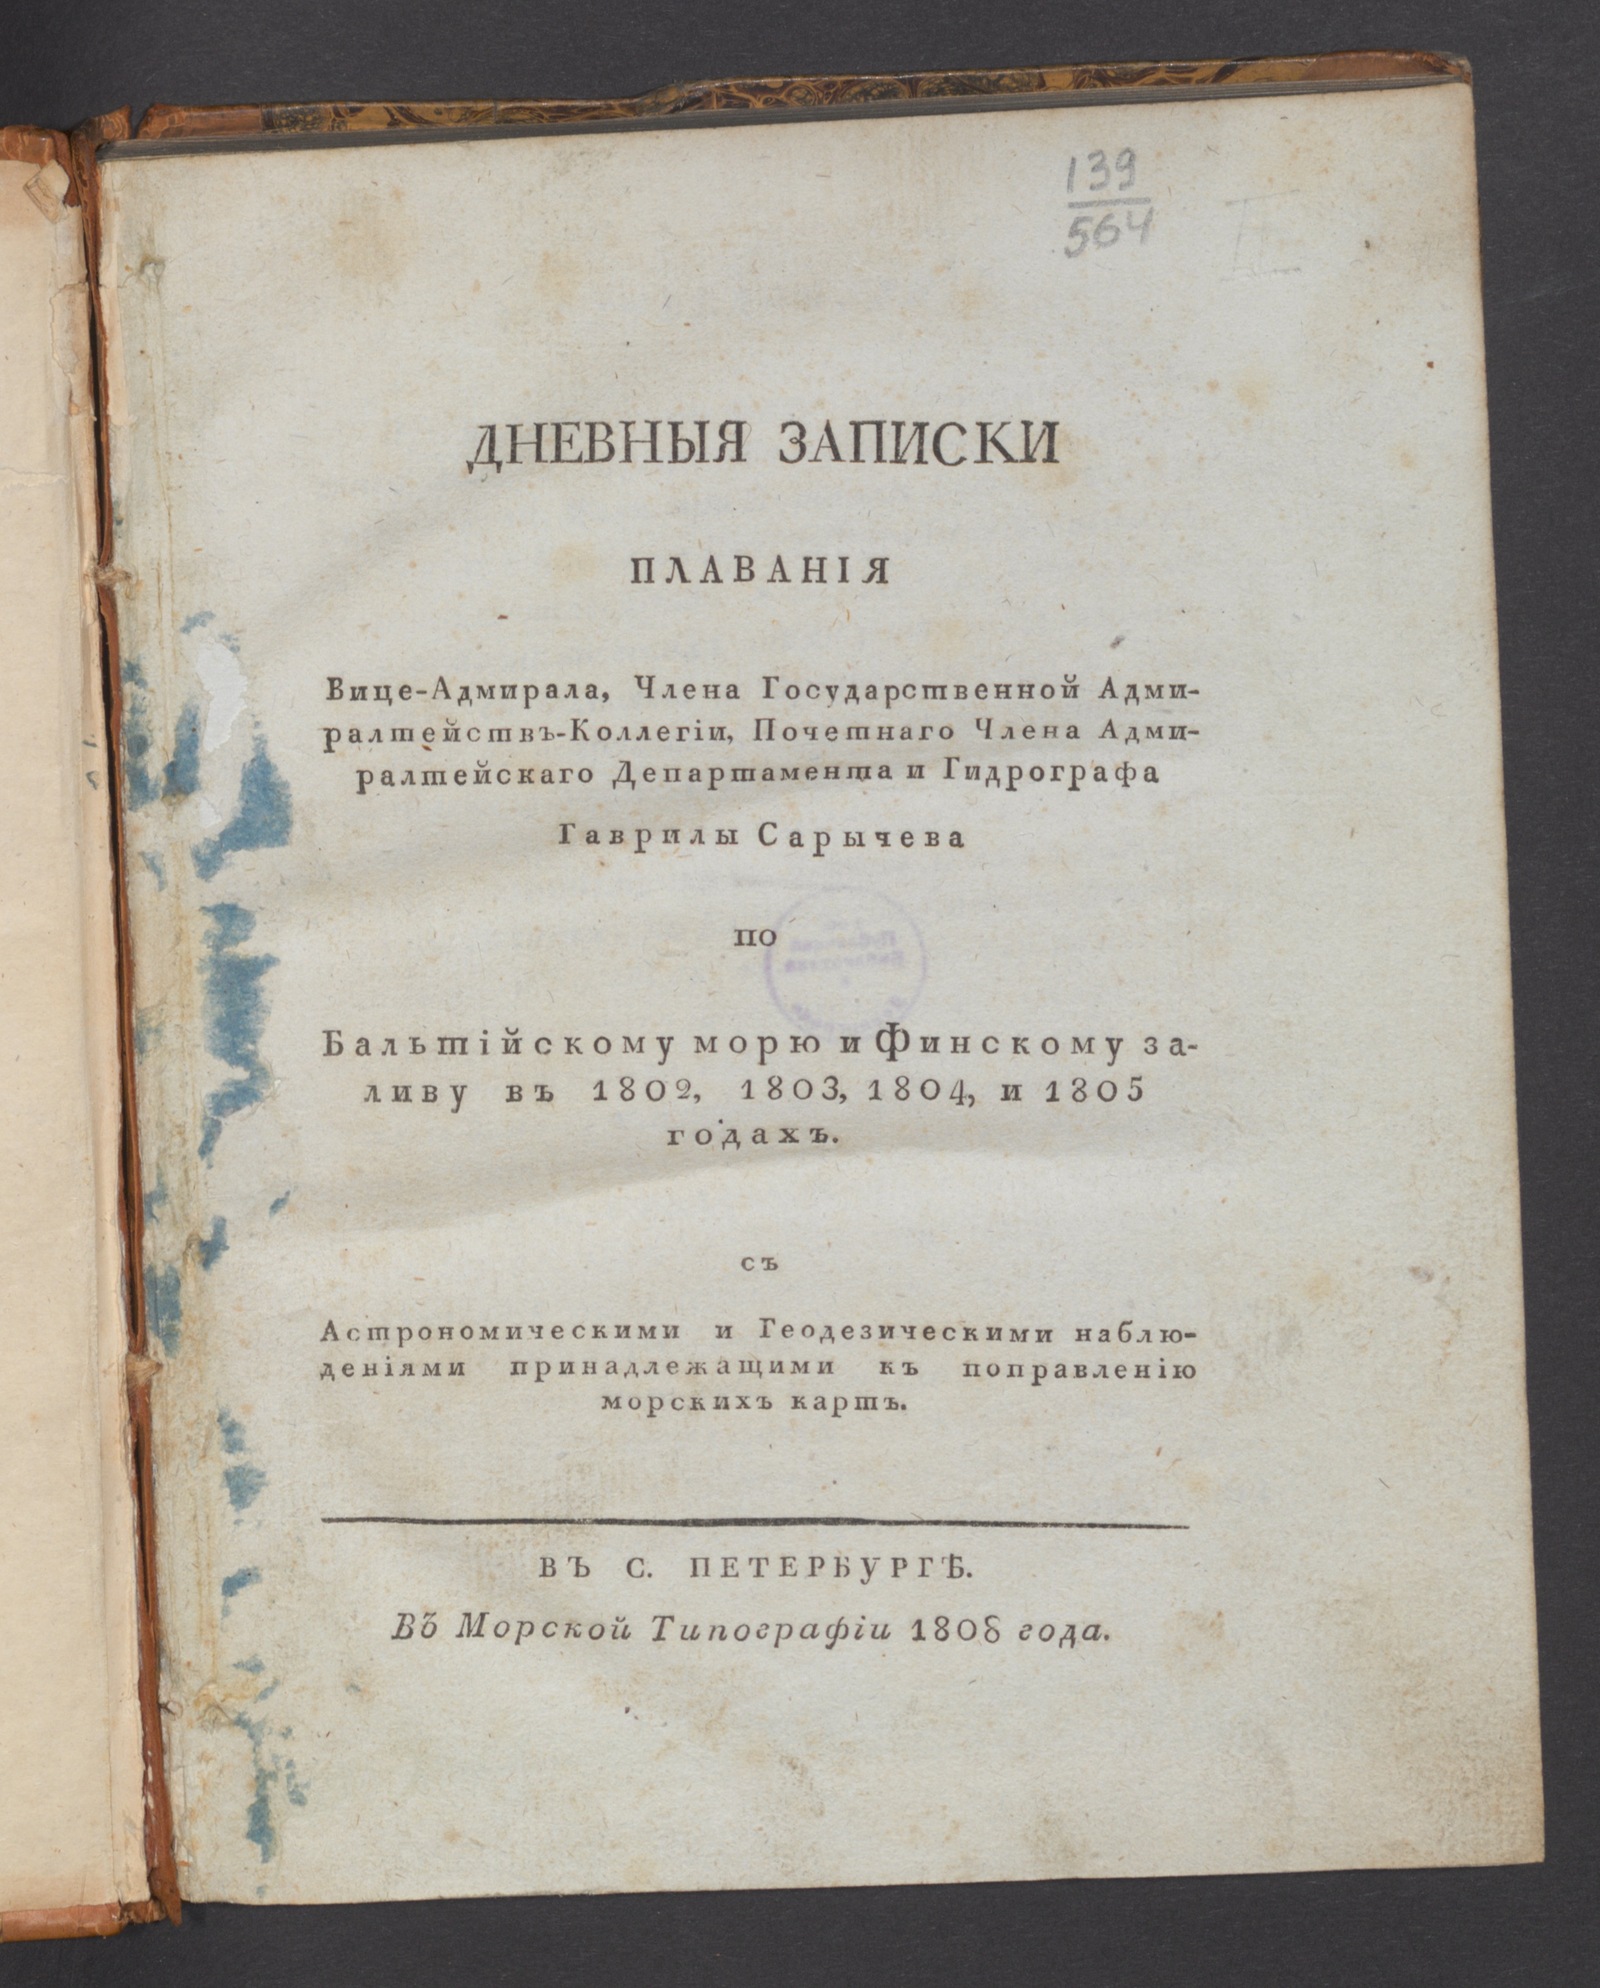 139
564
ДНЕВНЫЯ ЗАПИСКИ
ПЛАВАНІЯ
Вице-Адмирала, Члена Государственной Адми-
ралтействъ-Коллегіи, Почетнаго Члена Адми-
ралтейскаго Департамента и Гидрографа
Гаврилы Сарычева
по
Бальтійскому морю и Финскому за-
ливу въ 1802, 1803, 1804, и 1805
годахъ.
съ
Астрономическими и Геодезическими наблю-
деніями принадлежащими къ поправленію
морскихъ картъ.
ВЪ С. ПЕТЕРБУРГѢ.
Въ Морской Типографіи 1808 года.